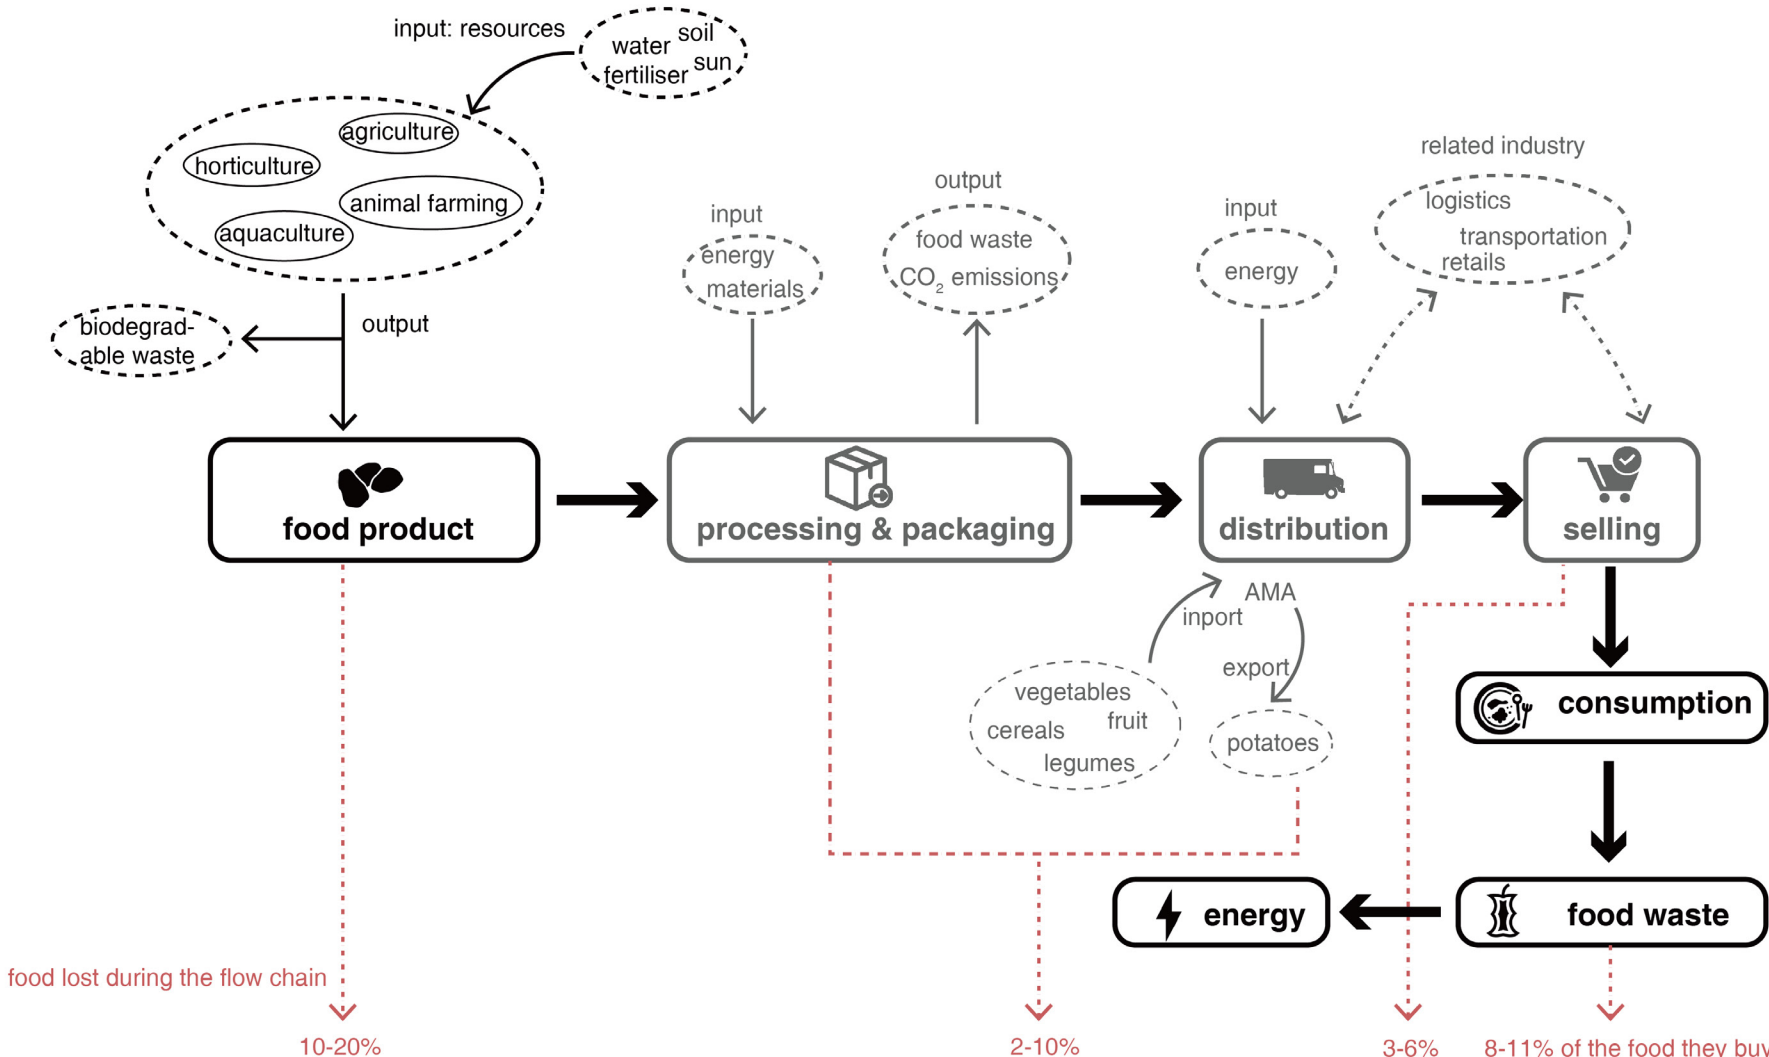 input: resources
water soil
fertiliser sun
agriculture
horticulture
animal farming
aquaculture
biodegrad-
able waste
output
input
energy
materials
output
food waste
CO₂ emissions
input
energy
related industry
logistics
transportation
retails
food product
processing & packaging
distribution
selling
inport
AMA
export
vegetables
cereals
fruit
legumes
potatoes
consumption
energy
food waste
food lost during the flow chain
10-20%
2-10%
3-6%
8-11% of the food they buy